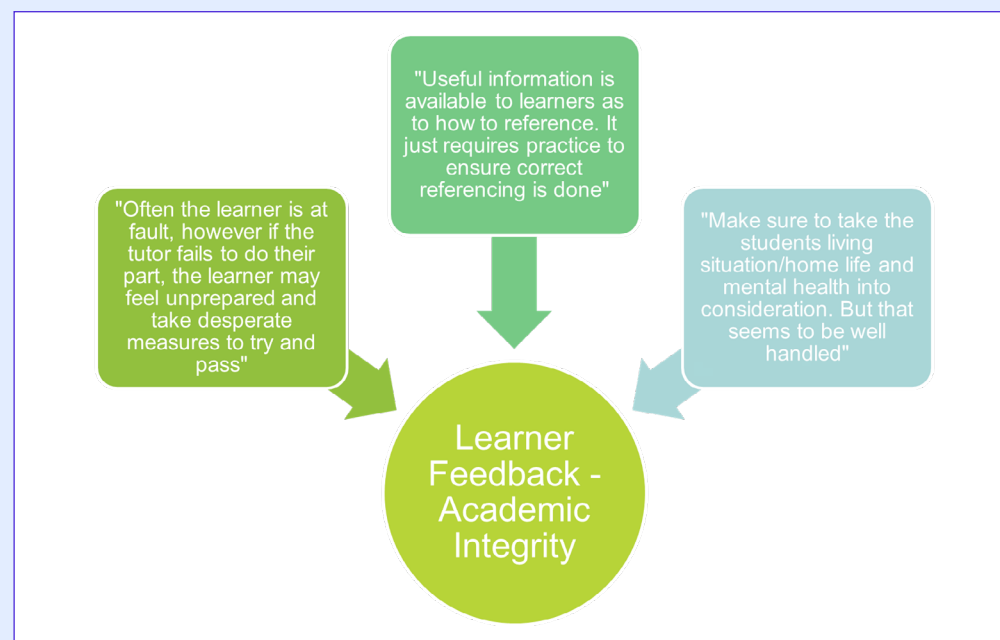 "Useful information is
available to learners as
to how to reference. It
just requires practice to
ensure correct
referencing is done"
"Often the learner is at
fault, however if the
tutor fails to do their
part, the learner may
feel unprepared and
take desperate
measures to try and
pass"
"Make sure to take the
students living
situation/home life and
mental health into
consideration. But that
seems to be well
handled"
Learner
Feedback -
Academic
Integrity